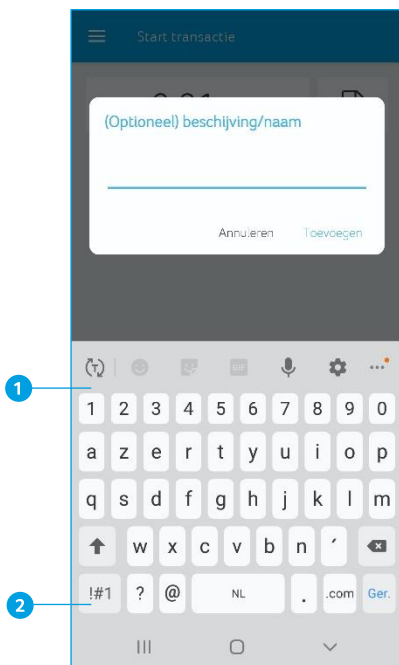 Start transactie
(Optioneel) beschijving/naam
Annuleren Toevoegen
GIF
1
1 2 3 4 5 6 7 8 9 0
a z e r t y u i o p
q s d f g h j k l m
w x c v b n ´
!#1 ? @ NL . .com Ger.
2